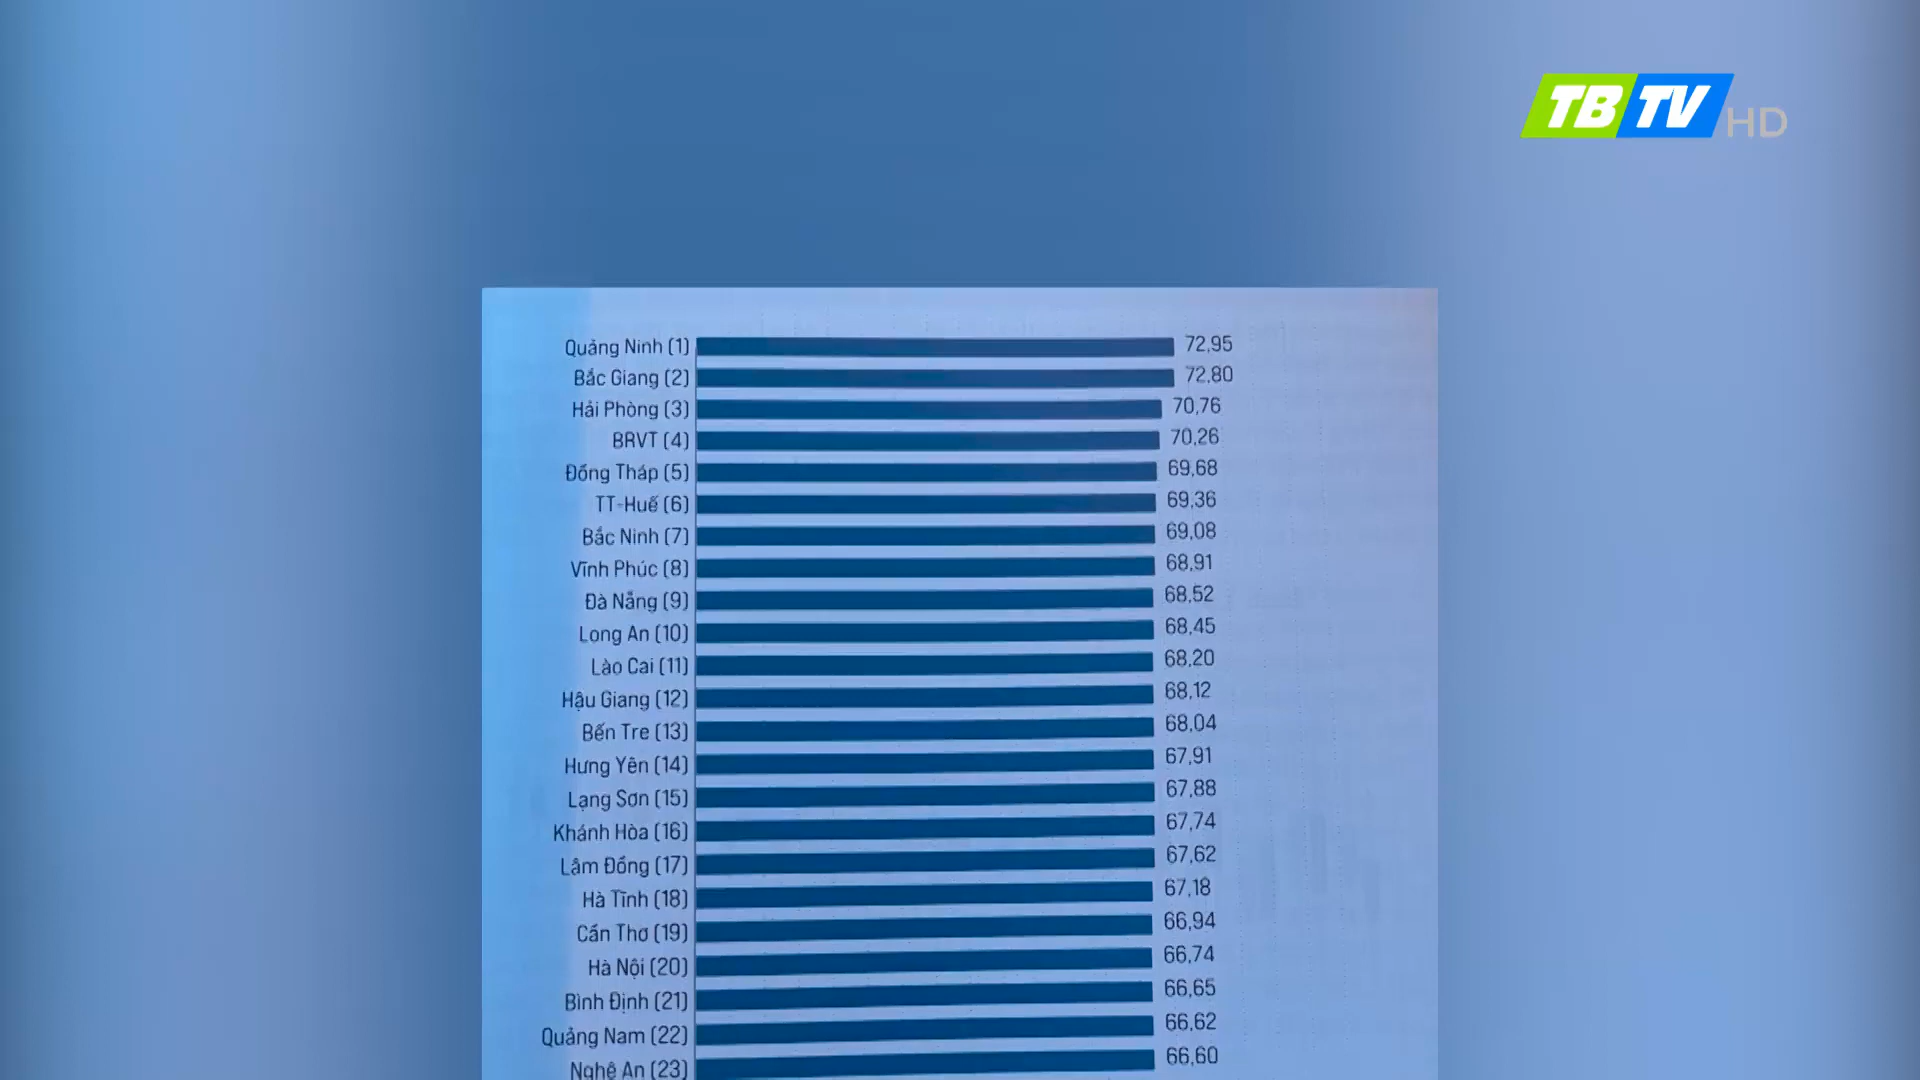 TBTV HD
Quảng Ninh (1) 72,95
Bắc Giang (2) 72,80
Hải Phòng (3) 70,76
BRVT (4) 70,26
Đồng Tháp (5) 69,68
TT-Huế (6) 69,36
Bắc Ninh (7) 69,08
Vĩnh Phúc (8) 68,91
Đà Nẵng (9) 68,52
Long An (10) 68,45
Lào Cai (11) 68,20
Hậu Giang (12) 68,12
Bến Tre (13) 68,04
Hưng Yên (14) 67,91
Lạng Sơn (15) 67,88
Khánh Hòa (16) 67,74
Lâm Đồng (17) 67,62
Hà Tĩnh (18) 67,18
Cần Thơ (19) 66,94
Hà Nội (20) 66,74
Bình Định (21) 66,65
Quảng Nam (22) 66,62
Nghệ An (23) 66,60